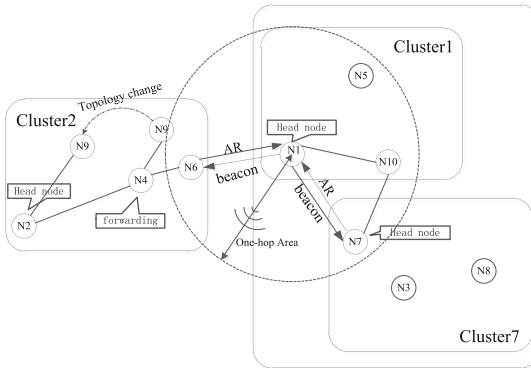 Cluster1
N5
Topology change
Head node
Cluster2
N9
N9
AR
N1
N10
N6
beacon
Head node
N4
AR
forwarding
beacon
N2
One-hop Area
N7
Head node
N8
N3
Cluster7